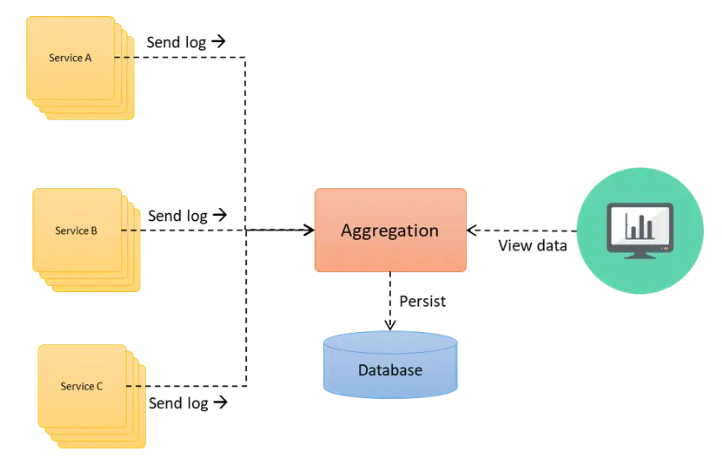 Service A
Send log →
Service B
Send log →
Aggregation
View data
Persist
Database
Service C
Send log →